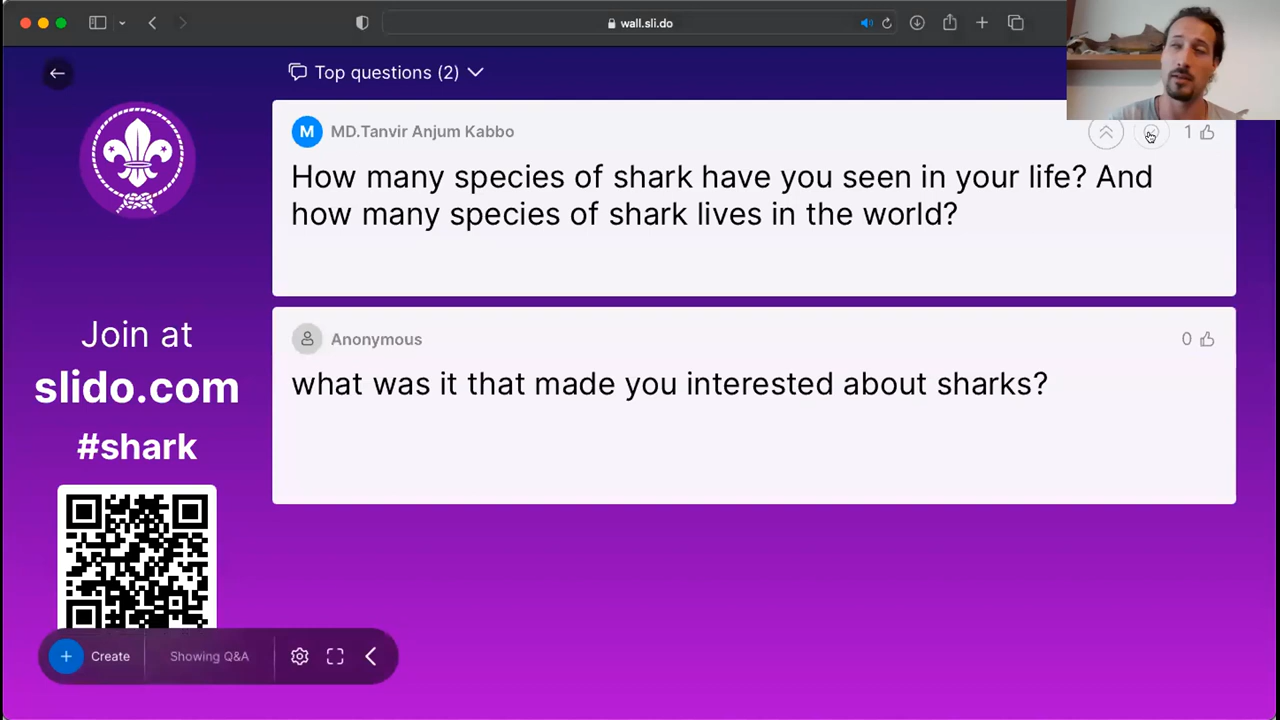 wall.sli.do
Top questions (2)
M
MD.Tanvir Anjum Kabbo
1
How many species of shark have you seen in your life? And
how many species of shark lives in the world?
Anonymous
0
what was it that made you interested about sharks?
Join at
slido.com
#shark
Create
Showing Q&A